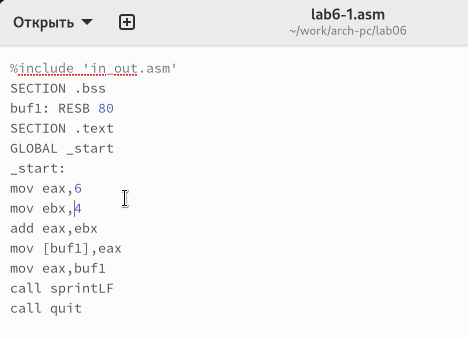 Открыть
lab6-1.asm
~/work/arch-pc/lab06
%include 'in_out.asm'
SECTION .bss
buf1: RESB 80
SECTION .text
GLOBAL _start
_start:
mov eax,6
mov ebx,4
add eax,ebx
mov [buf1],eax
mov eax,buf1
call sprintLF
call quit